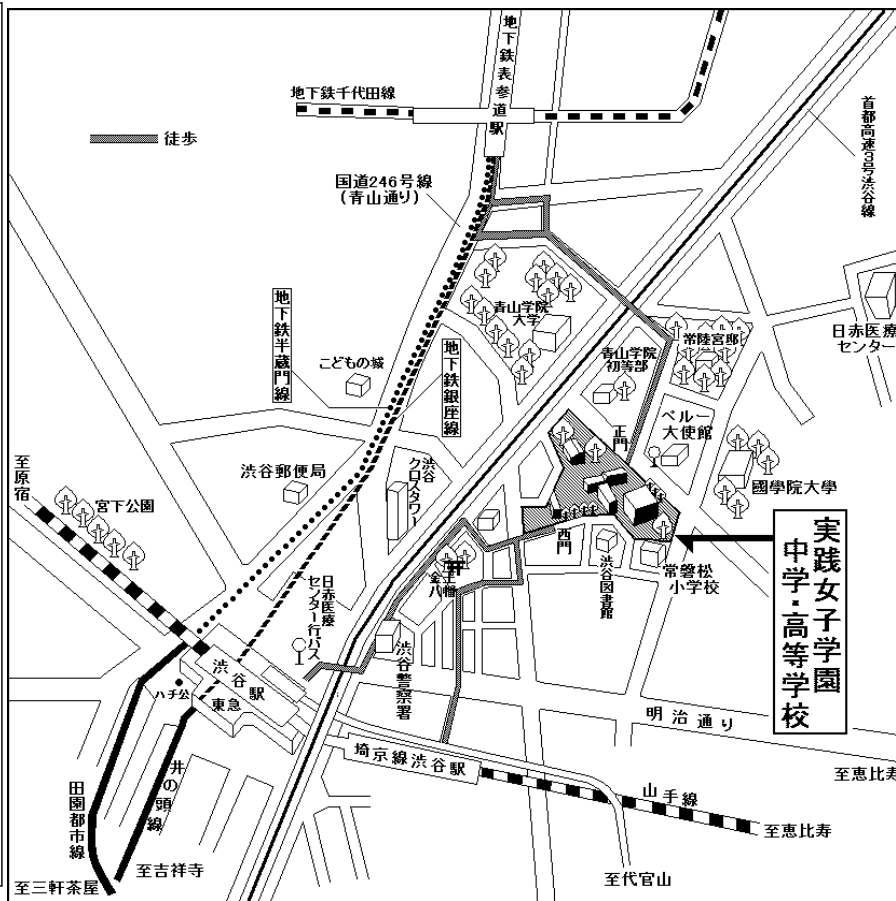 地下鉄表参道駅
地下鉄千代田線
徒歩
首都高速3号渋谷線
国道246号線
(青山通り)
地下鉄半蔵門線
地下鉄銀座線
青山学院
大学
こどもの城
青山学院
初等部
常陸宮邸
日赤医療
センター
正門
ペルー
大使館
國學院大學
至原宿
宮下公園
渋谷郵便局
渋谷
クロスタワー
西門
渋谷図書館
常磐松
小学校
実践女子学園
中学・高等学校
金王
八幡
日赤医療
センター行バス
渋谷警察署
渋谷駅
東急
ハチ公
明治通り
埼京線渋谷駅
山手線
至恵比寿
至恵比寿
至代官山
田園都市線
井の頭線
至吉祥寺
至三軒茶屋